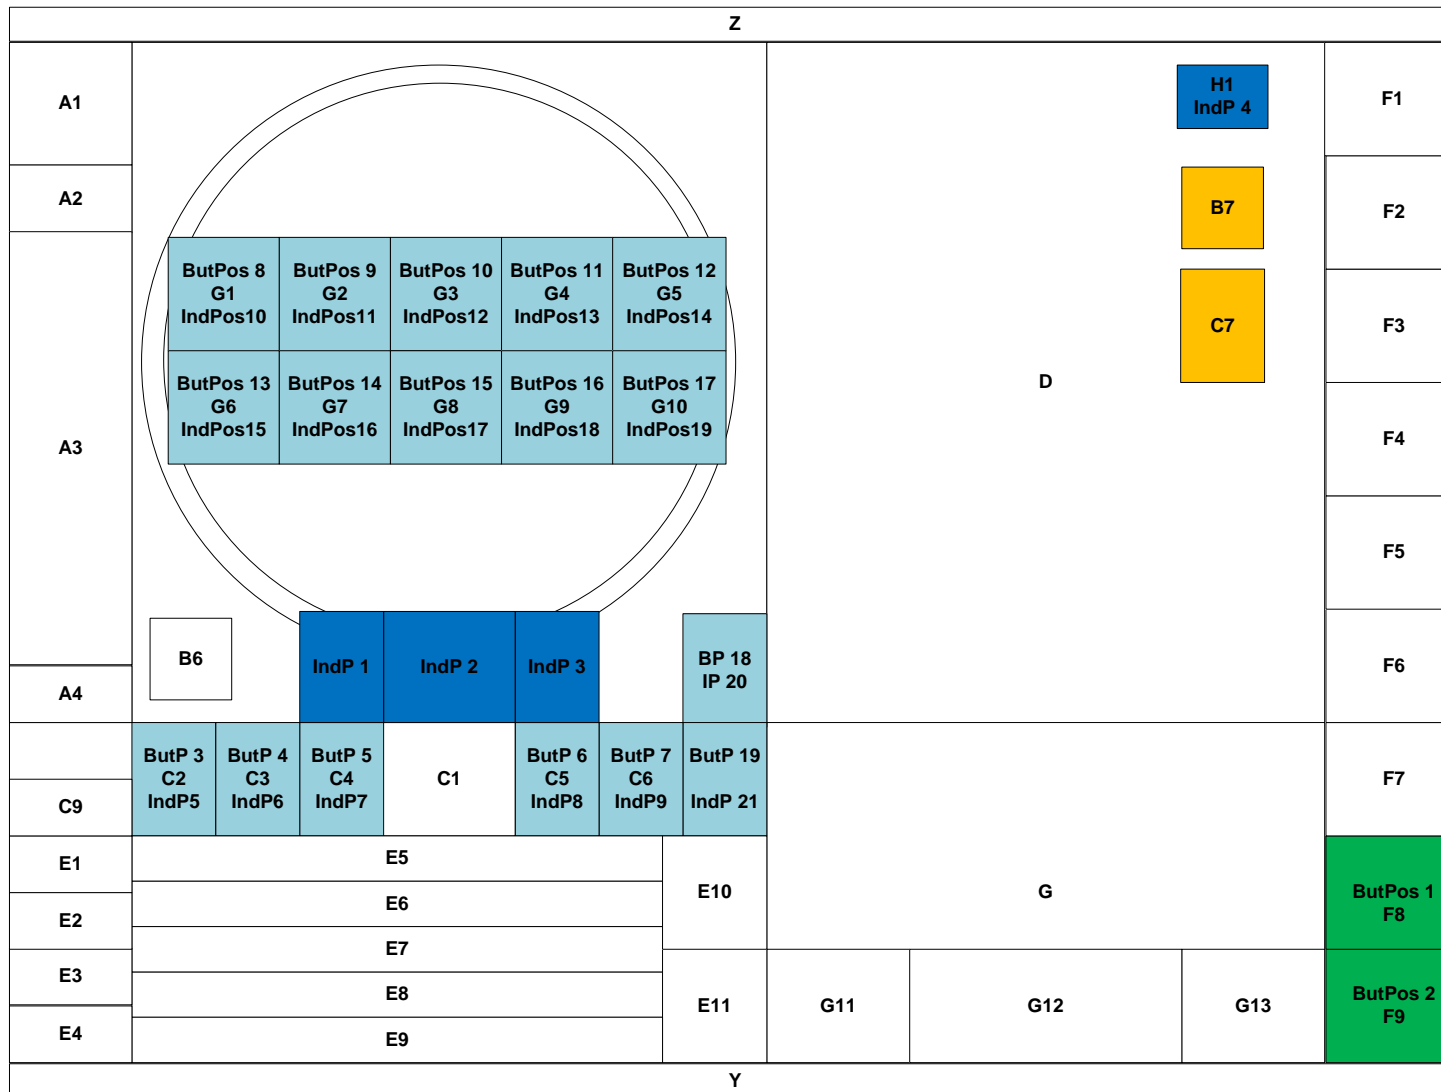 Z
A1
A2
A3
A4
C9
E1
E2
E3
E4
ButPos 8
G1
IndPos10
ButPos 9
G2
IndPos11
ButPos 10
G3
IndPos12
ButPos 11
G4
IndPos13
ButPos 12
G5
IndPos14
ButPos 13
G6
IndPos15
ButPos 14
G7
IndPos16
ButPos 15
G8
IndPos17
ButPos 16
G9
IndPos18
ButPos 17
G10
IndPos19
B6
IndP 1
IndP 2
IndP 3
BP 18
IP 20
ButP 3
C2
IndP5
ButP 4
C3
IndP6
ButP 5
C4
IndP7
C1
ButP 6
C5
IndP8
ButP 7
C6
IndP9
ButP 19
IndP 21
E5
E6
E7
E8
E9
E10
E11
H1
IndP 4
B7
C7
D
G
G11
G12
G13
F1
F2
F3
F4
F5
F6
F7
ButPos 1
F8
ButPos 2
F9
Y